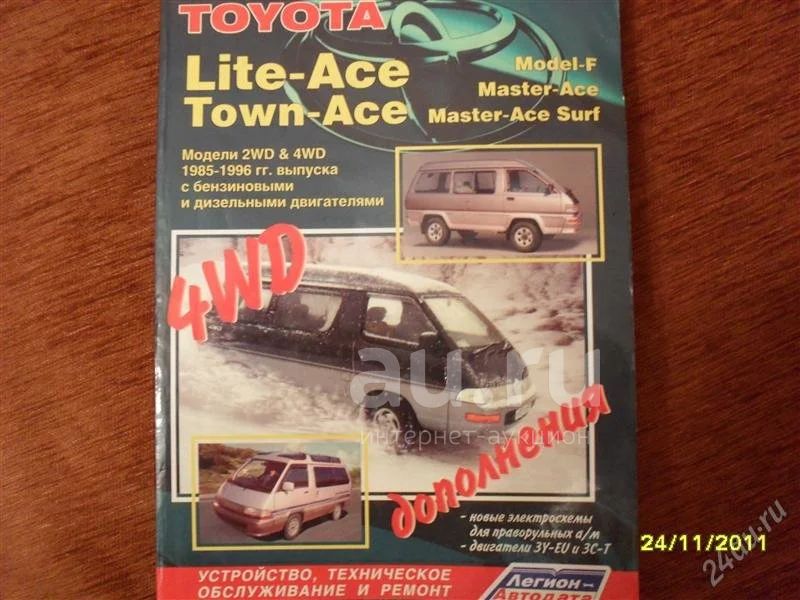 TOYOTA
Lite-Ace
Town-Ace
Model-F
Master-Ace
Master-Ace Surf
Модели 2WD & 4WD
1985-1996 гг. выпуска
с бензиновыми
и дизельными двигателями
4WD
au.ru
интернет-аукцион
дополнения
- новые электросхемы
для праворульных а/м
- двигатели 3Y-EU и 3C-T
24/11/2011
24au.ru
УСТРОЙСТВО, ТЕХНИЧЕСКОЕ
ОБСЛУЖИВАНИЕ И РЕМОНТ
Легион-
Автодата